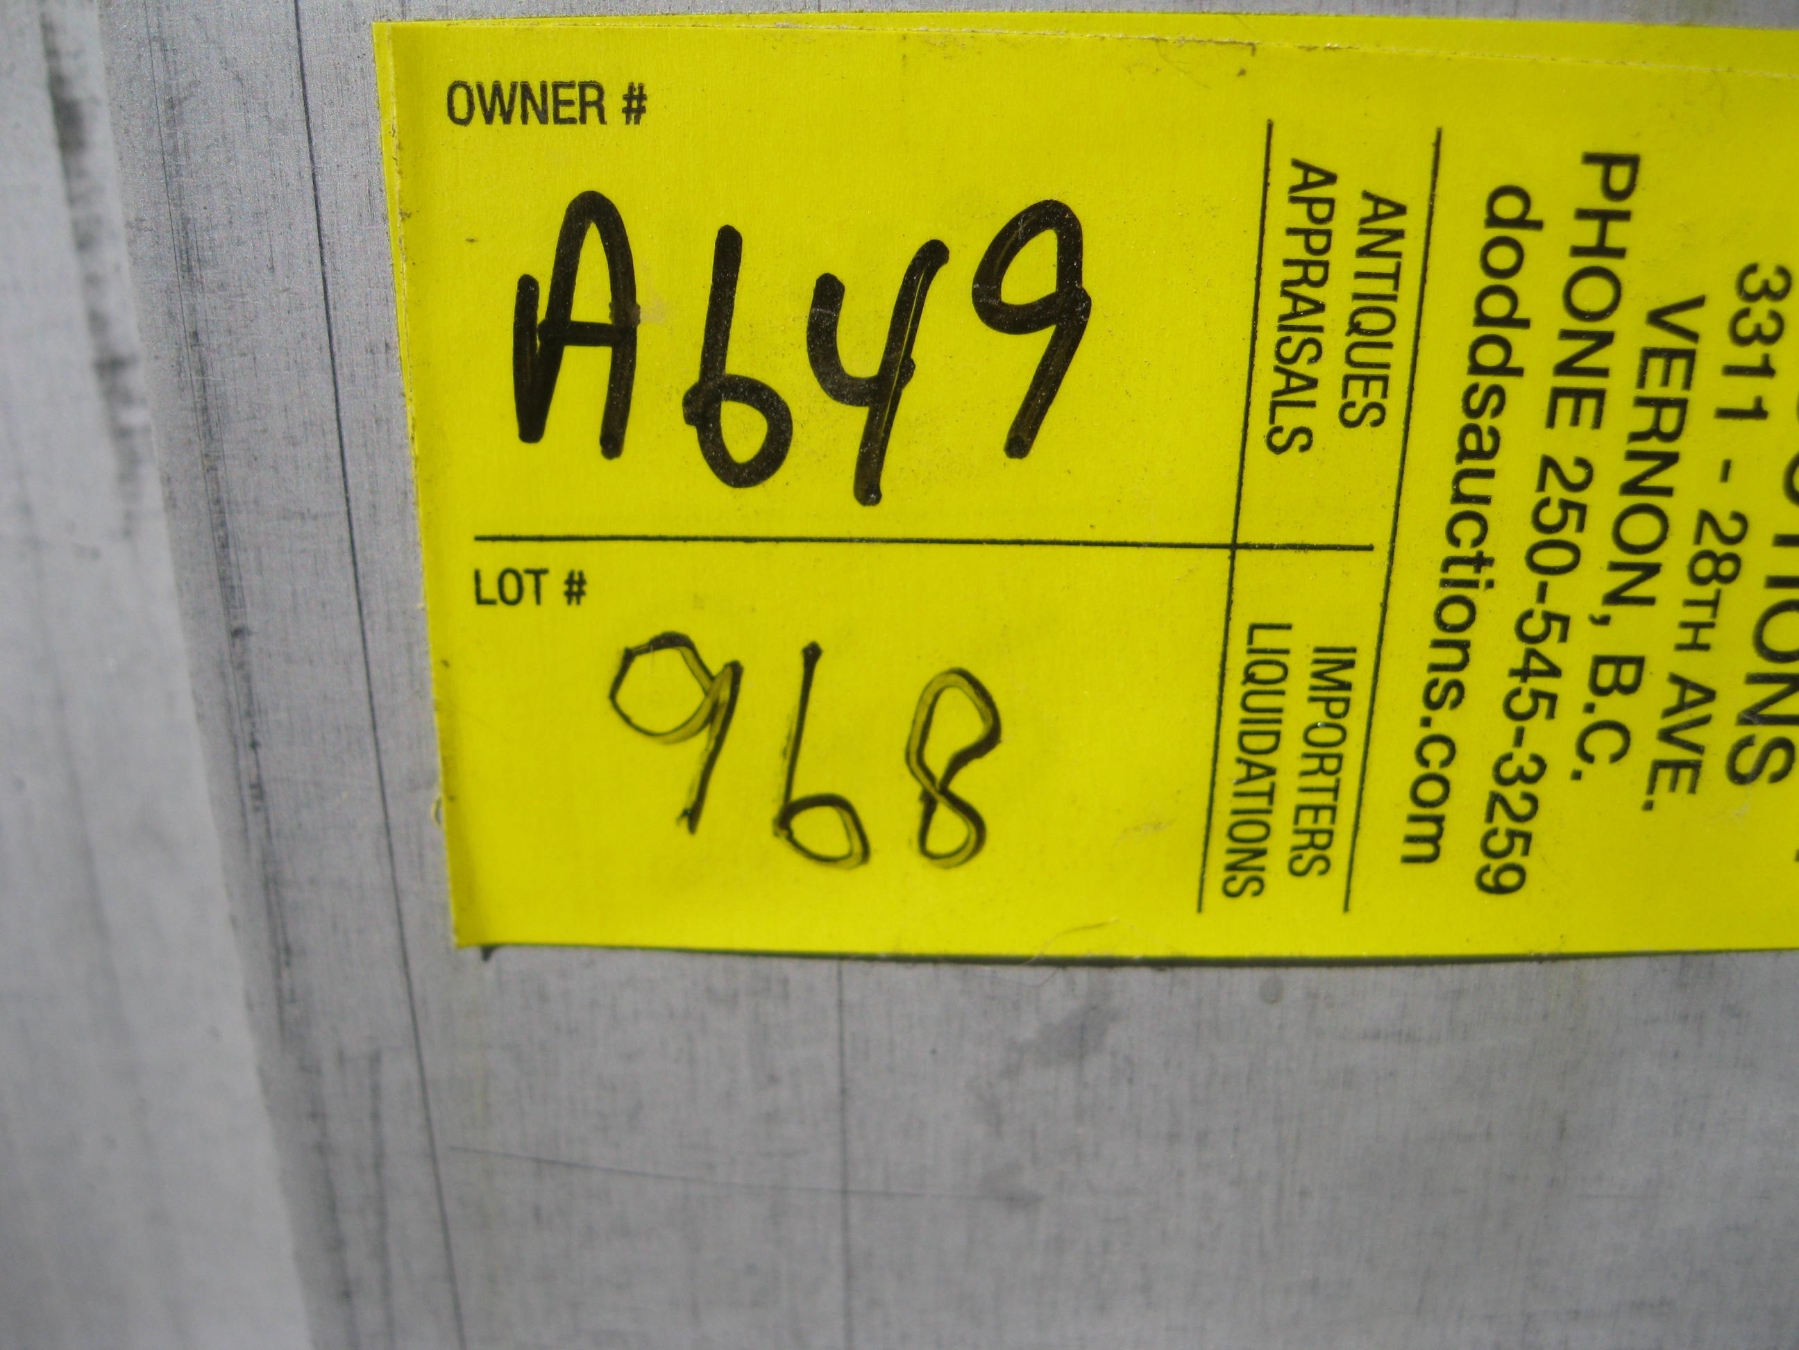 OWNER #
A649
LOT #
968
3311 - 28TH AVE.
VERNON, B.C.
PHONE 250-545-3259
doddsauctions.com
ANTIQUES
APPRAISALS
IMPORTERS
LIQUIDATIONS